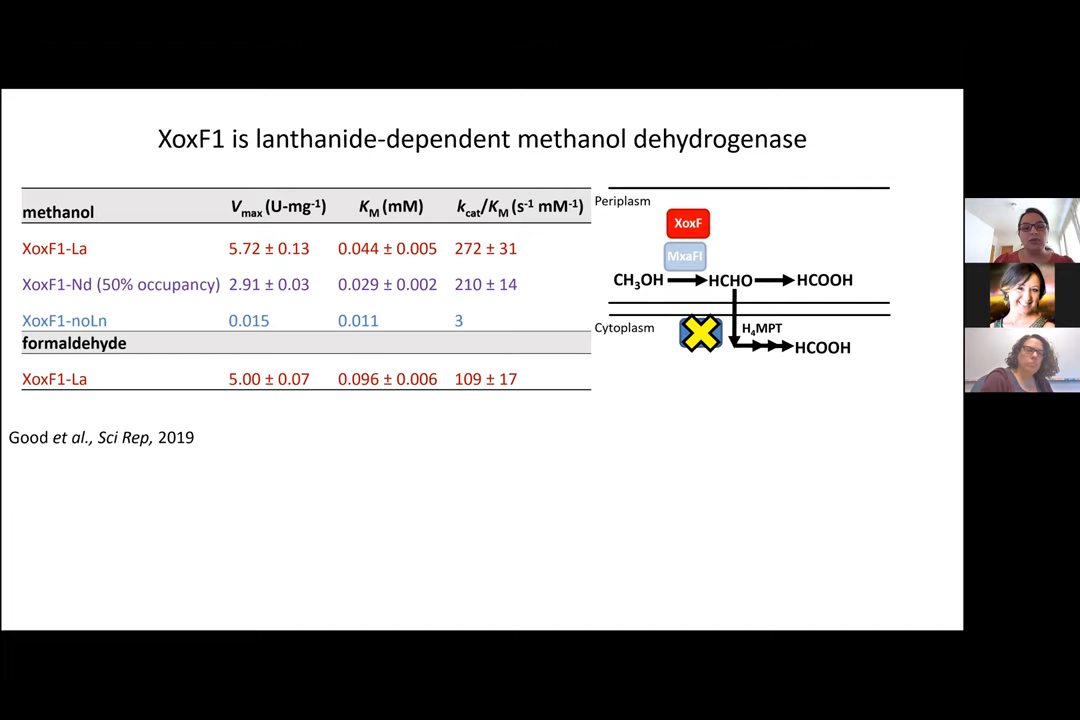 XoxF1 is lanthanide-dependent methanol dehydrogenase
methanol Vmax (U-mg-1) KM (mM) kcat/KM (s-1 mM-1)
XoxF1-La 5.72 ± 0.13 0.044 ± 0.005 272 ± 31
XoxF1-Nd (50% occupancy) 2.91 ± 0.03 0.029 ± 0.002 210 ± 14
XoxF1-noLn 0.015 0.011 3
formaldehyde
XoxF1-La 5.00 ± 0.07 0.096 ± 0.006 109 ± 17
Good et al., Sci Rep, 2019
Periplasm
XoxF
MxaFI
CH3OH HCHO HCOOH
Cytoplasm
H4MPT
HCOOH